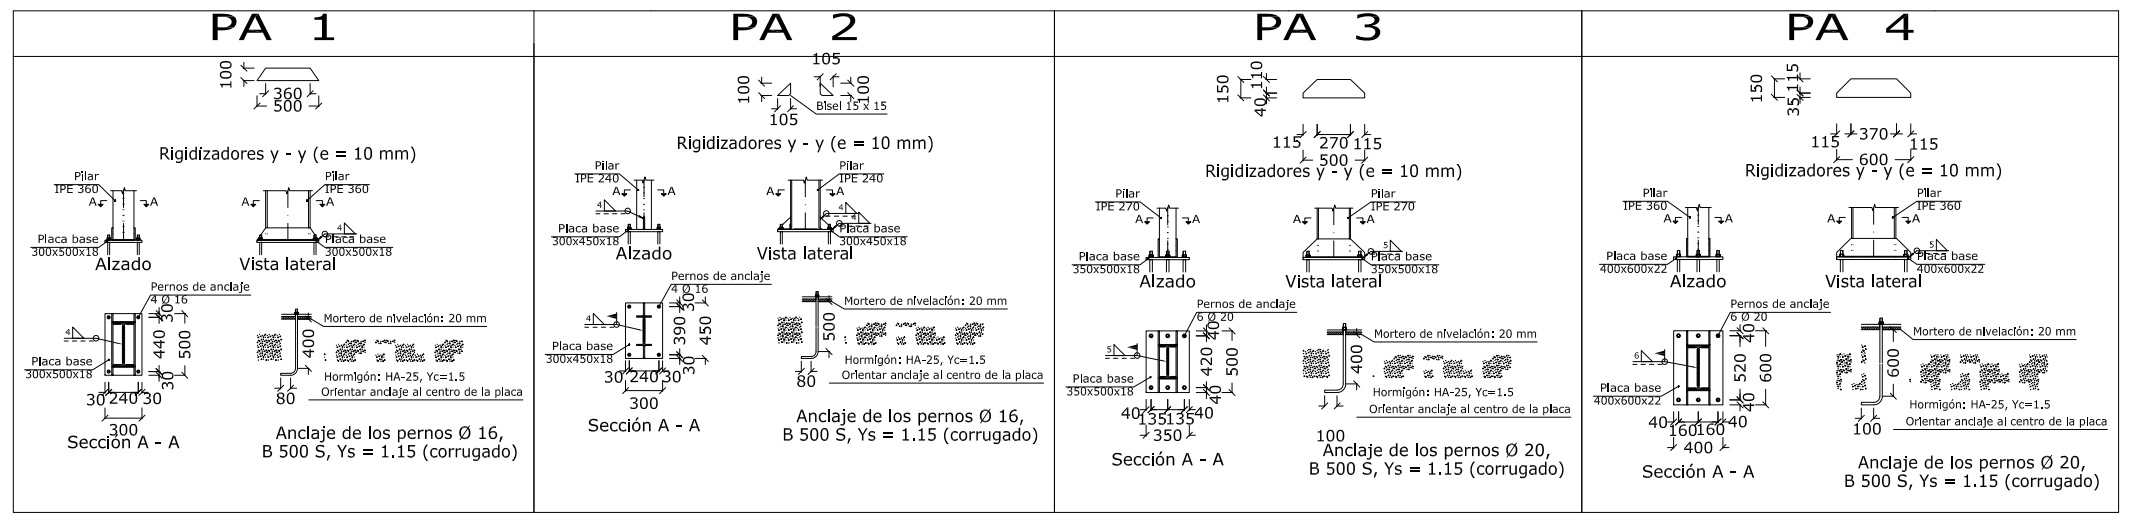 PA 1
100
360
500
Rigidizadores y - y (e = 10 mm)
Pilar
IPE 360
A
A
Placa base
300x500x18
Alzado
Pilar
IPE 360
A
A
4
Placa base
300x500x18
Vista lateral
Pernos de anclaje
4 Ø 16
4
Placa base
300x500x18
30
440
500
30
30
240
30
300
Sección A - A
Mortero de nivelación: 20 mm
400
Hormigón: HA-25, Yc=1.5
80
Orientar anclaje al centro de la placa
Anclaje de los pernos Ø 16,
B 500 S, Ys = 1.15 (corrugado)
PA 2
105
100
100
Bisel 15 x 15
105
Rigidizadores y - y (e = 10 mm)
Pilar
IPE 240
A
A
4
Placa base
300x450x18
Alzado
Pilar
IPE 240
A
A
4
4
Placa base
300x450x18
Vista lateral
Pernos de anclaje
4 Ø 16
4
Placa base
300x450x18
30
390
450
30
30
240
30
300
Sección A - A
Mortero de nivelación: 20 mm
500
Hormigón: HA-25, Yc=1.5
80
Orientar anclaje al centro de la placa
Anclaje de los pernos Ø 16,
B 500 S, Ys = 1.15 (corrugado)
PA 3
150
110
40
115
270
115
500
Rigidizadores y - y (e = 10 mm)
Pilar
IPE 270
A
A
Placa base
350x500x18
Alzado
Pilar
IPE 270
A
A
5
Placa base
350x500x18
Vista lateral
Pernos de anclaje
6 Ø 20
5
Placa base
350x500x18
40
420
500
40
40
135
135
40
350
Sección A - A
Mortero de nivelación: 20 mm
400
Hormigón: HA-25, Yc=1.5
Orientar anclaje al centro de la placa
100
Anclaje de los pernos Ø 20,
B 500 S, Ys = 1.15 (corrugado)
PA 4
150
115
35
115
370
115
600
Rigidizadores y - y (e = 10 mm)
Pilar
IPE 360
A
A
Placa base
400x600x22
Alzado
Pilar
IPE 360
A
A
5
Placa base
400x600x22
Vista lateral
Pernos de anclaje
6 Ø 20
6
Placa base
400x600x22
40
520
600
40
40
160
160
40
400
Sección A - A
Mortero de nivelación: 20 mm
600
Hormigón: HA-25, Yc=1.5
100
Orientar anclaje al centro de la placa
Anclaje de los pernos Ø 20,
B 500 S, Ys = 1.15 (corrugado)